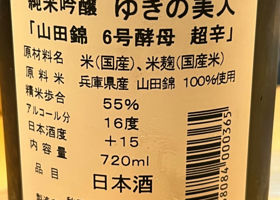 純米吟醸 ゆきの美人
「山田錦 6号酵母 超辛」
原材料名 米(国産)、米麹(国産米)
原料米 兵庫県産 山田錦 100%使用
精米歩合 55%
アルコール分 16度
日本酒度 +15
内容量 720ml
品目 日本酒
8084000365